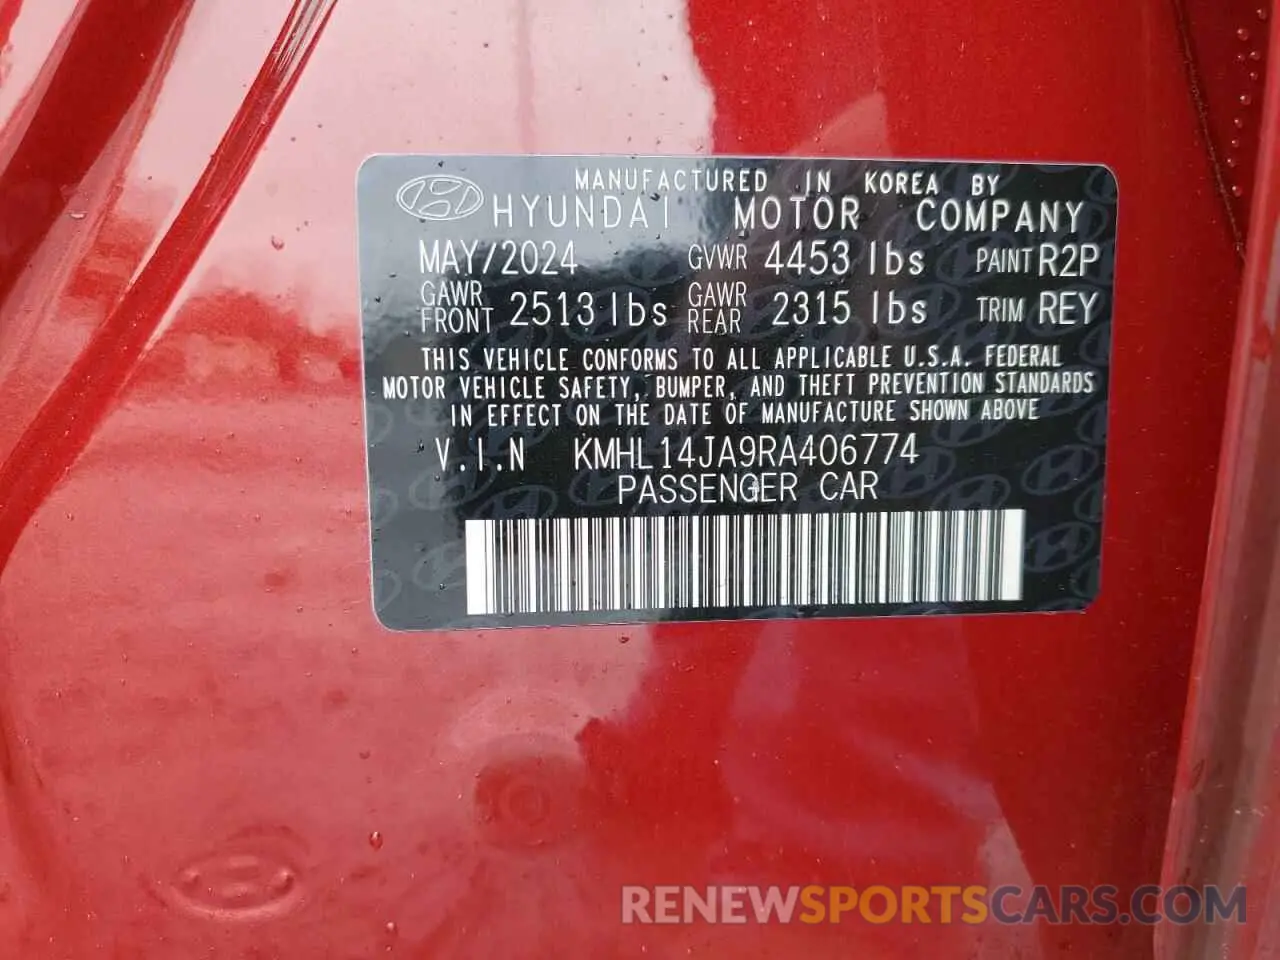 MANUFACTURED IN KOREA BY
HYUNDAI MOTOR COMPANY
MAY/2024 GVWR 4453 lbs PAINT R2P
GAWR FRONT 2513 lbs GAWR REAR 2315 lbs TRIM REY
THIS VEHICLE CONFORMS TO ALL APPLICABLE U.S.A. FEDERAL
MOTOR VEHICLE SAFETY, BUMPER, AND THEFT PREVENTION STANDARDS
IN EFFECT ON THE DATE OF MANUFACTURE SHOWN ABOVE
V.I.N KMHL14JA9RA406774
PASSENGER CAR
RENEWSPORTSCARS.COM